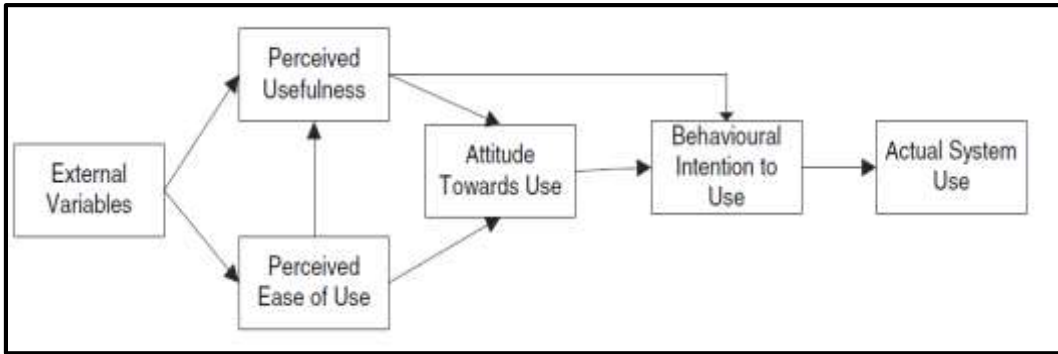 Perceived
Usefulness
External
Variables
Attitude
Towards Use
Behavioural
Intention to
Use
Actual System
Use
Perceived
Ease of Use